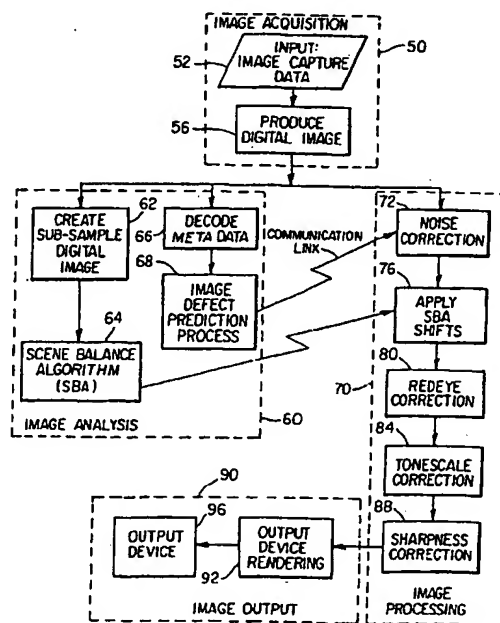 IMAGE ACQUISITION
50
52
INPUT:
IMAGE CAPTURE
DATA
56
PRODUCE
DIGITAL IMAGE
62
CREATE
SUB-SAMPLE
DIGITAL
IMAGE
66
DECODE
META DATA
68
IMAGE
DEFECT
PREDICTION
PROCESS
COMMUNICATION
LINK
72
NOISE
CORRECTION
76
APPLY
SBA
SHIFTS
64
SCENE BALANCE
ALGORITHM
(SBA)
IMAGE ANALYSIS
60
70
80
REDEYE
CORRECTION
84
TONESCALE
CORRECTION
88
SHARPNESS
CORRECTION
IMAGE
PROCESSING
90
96
OUTPUT
DEVICE
92
OUTPUT
DEVICE
RENDERING
IMAGE OUTPUT